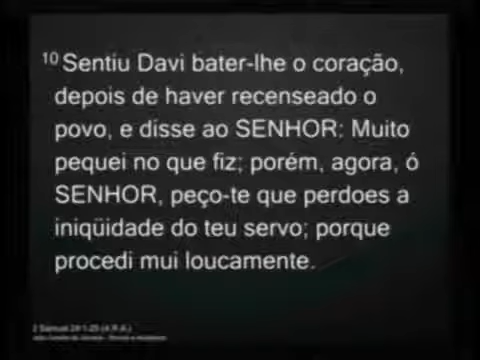 10 Sentiu Davi bater-lhe o coração,
depois de haver recenseado o
povo, e disse ao SENHOR: Muito
pequei no que fiz; porém, agora, ó
SENHOR, peço-te que perdoes a
iniqüidade do teu servo; porque
procedi mui loucamente.
2 Samuel 24:1-25 (A.R.A.)